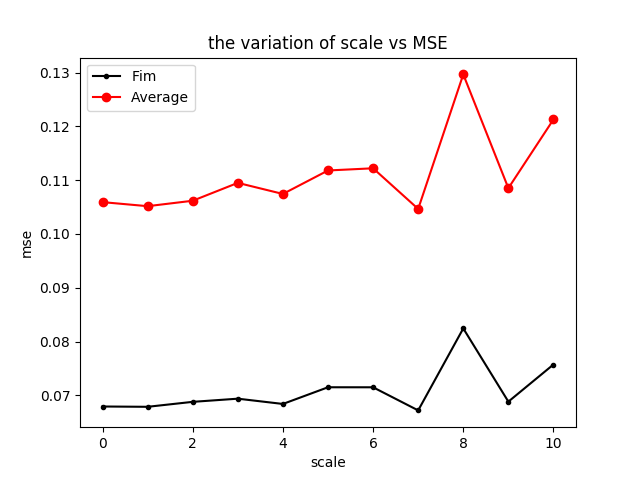 the variation of scale vs MSE
Fim
Average
0.13
0.12
0.11
0.10
0.09
0.08
0.07
mse
0 2 4 6 8 10
scale